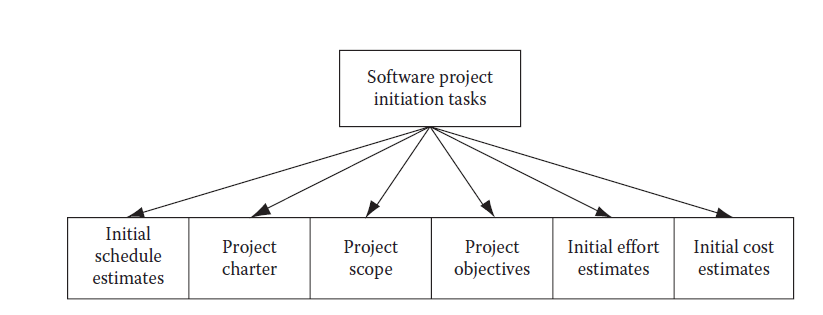 Software project
initiation tasks
Initial
schedule
estimates
Project
charter
Project
scope
Project
objectives
Initial effort
estimates
Initial cost
estimates